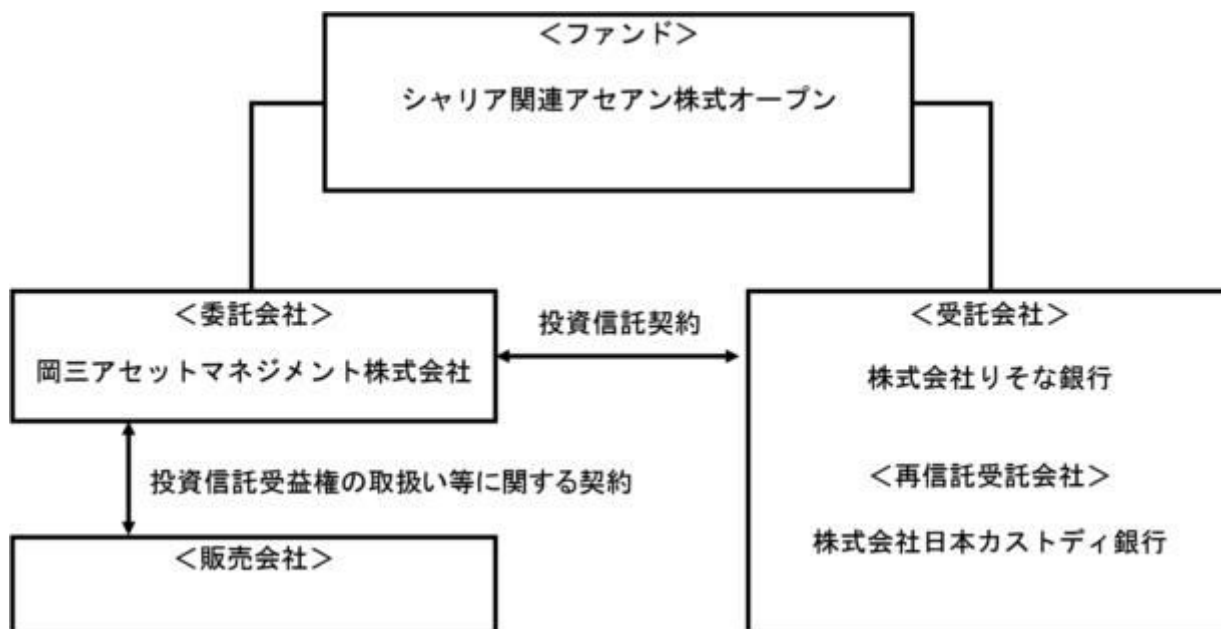 ＜ファンド＞
シャリア関連アセアン株式オープン
＜委託会社＞
岡三アセットマネジメント株式会社
投資信託契約
＜受託会社＞
株式会社りそな銀行
＜再信託受託会社＞
株式会社日本カストディ銀行
投資信託受益権の取扱い等に関する契約
＜販売会社＞